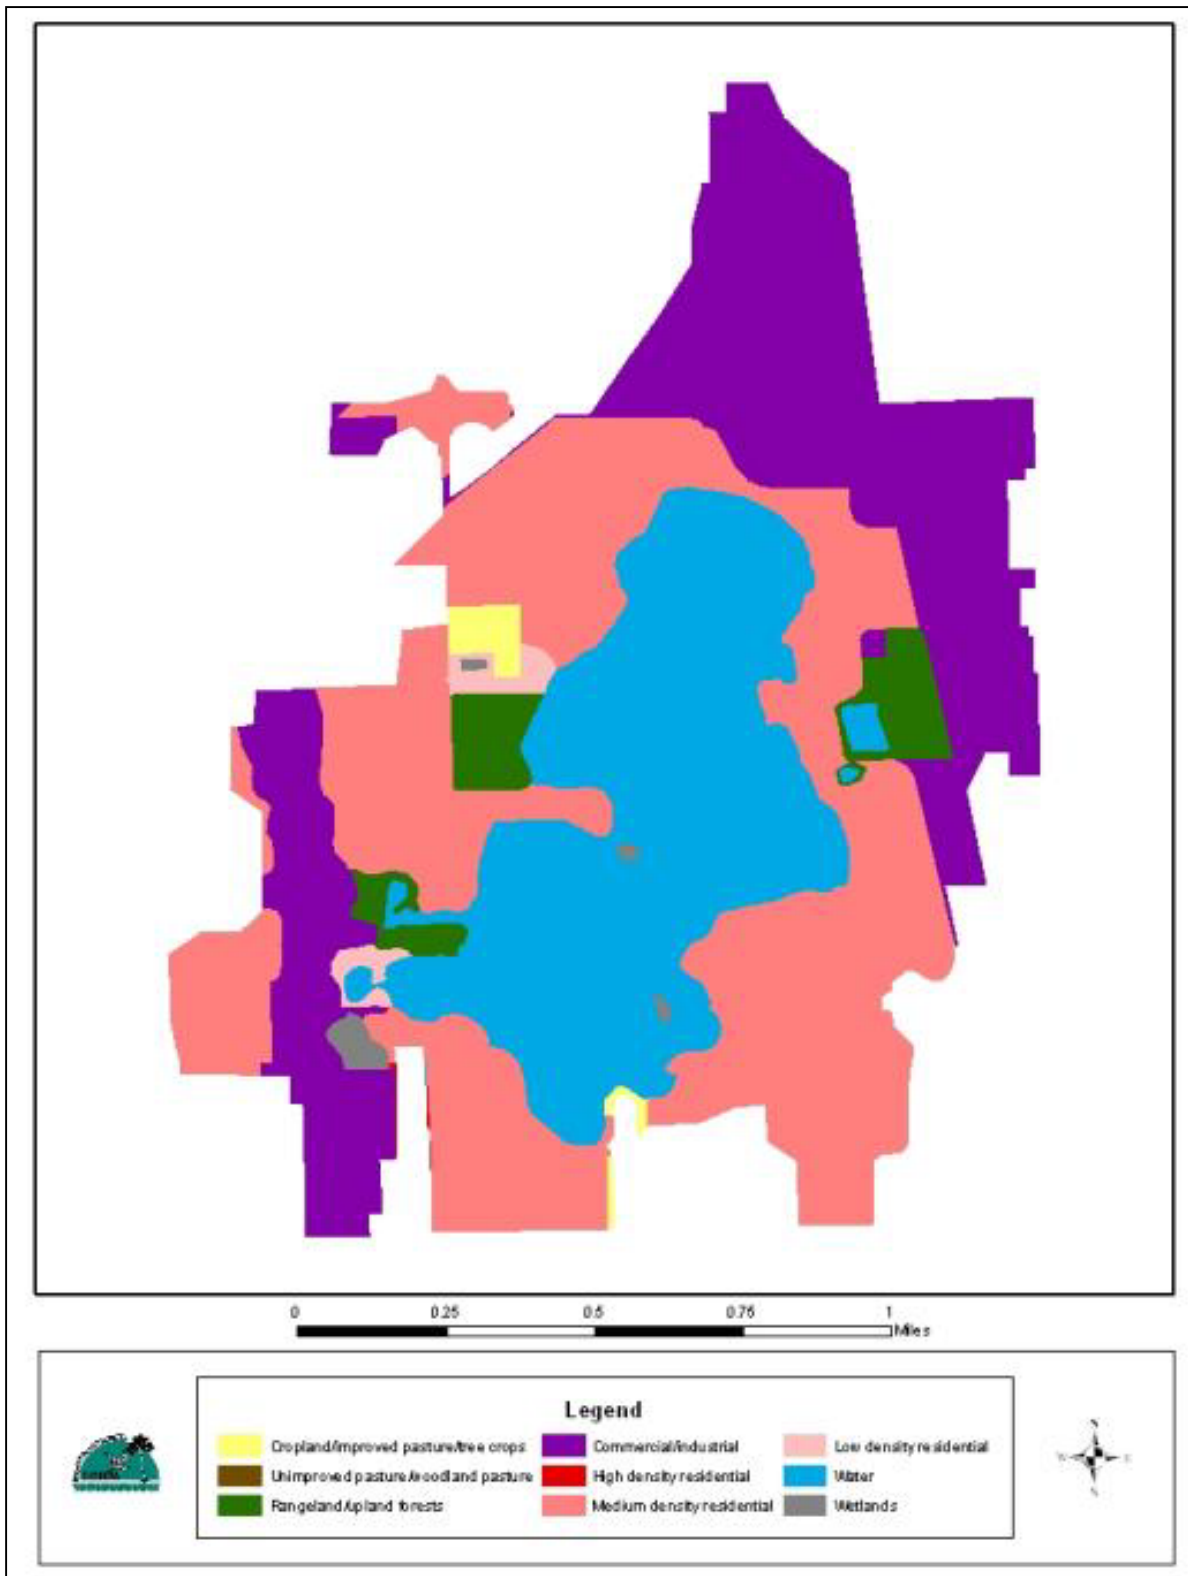 0 0.25 0.5 0.75 1
Miles
Legend
Cropland/improved pasture/tree crops Commercial/industrial Low density residential
Unimproved pasture/woodland pasture High density residential Water
Rangeland/upland forests Medium density residential Wetlands
N
W E
S